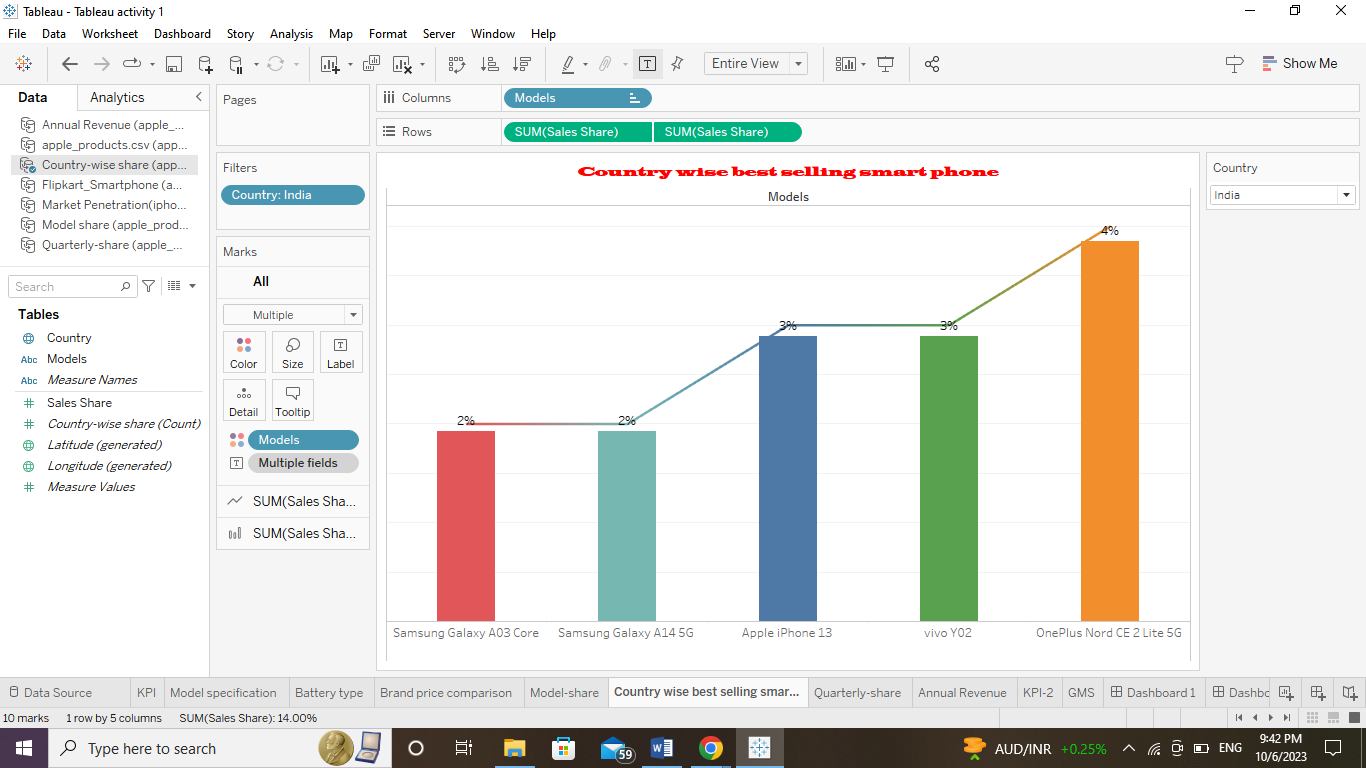 Tableau - Tableau activity 1
File Data Worksheet Dashboard Story Analysis Map Format Server Window Help
Entire View
Show Me
Data Analytics
Annual Revenue (apple_...
apple_products.csv (app...
Country-wise share (app...
Flipkart_Smartphone (a...
Market Penetration(ipho...
Model share (apple_prod...
Quarterly-share (apple_...
Search
Tables
Country
Abc Models
Abc Measure Names
Sales Share
Country-wise share (Count)
Latitude (generated)
Longitude (generated)
Measure Values
Pages
Filters
Country: India
Marks
All
Multiple
Color Size Label
Detail Tooltip
Models
Multiple fields
SUM(Sales Sha...
SUM(Sales Sha...
Columns Models
Rows SUM(Sales Share) SUM(Sales Share)
Country wise best selling smart phone
Models
4%
3% 3%
2% 2%
Samsung Galaxy A03 Core Samsung Galaxy A14 5G Apple iPhone 13 vivo Y02 OnePlus Nord CE 2 Lite 5G
Country
India
Data Source KPI Model specification Battery type Brand price comparison Model-share Country wise best selling smar... Quarterly-share Annual Revenue KPI-2 GMS Dashboard 1 Dashbo
10 marks 1 row by 5 columns SUM(Sales Share): 14.00%
Type here to search
59
AUD/INR +0.25%
ENG
9:42 PM
10/6/2023